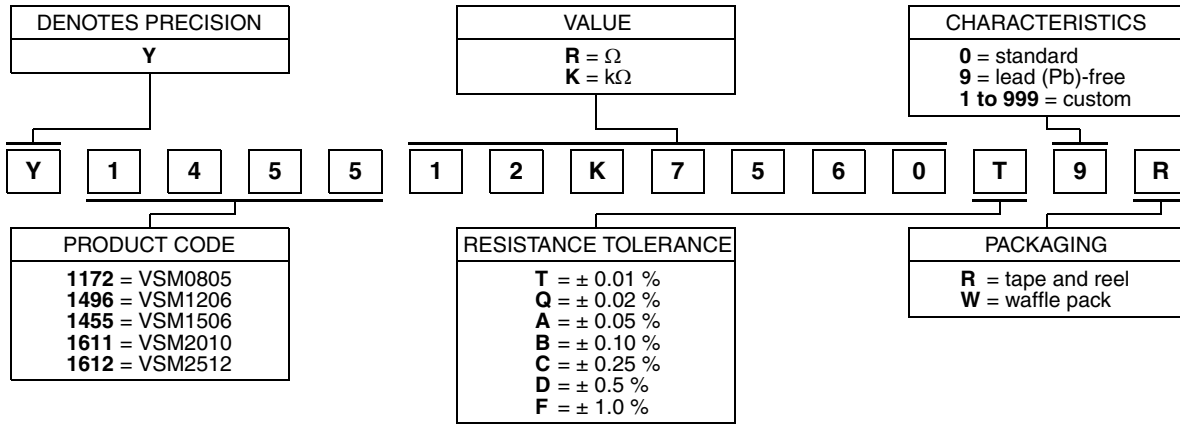 DENOTES PRECISION
Y
VALUE
R = Ω
K = kΩ
CHARACTERISTICS
0 = standard
9 = lead (Pb)-free
1 to 999 = custom
Y 1 4 5 5 1 2 K 7 5 6 0 T 9 R
PRODUCT CODE
1172 = VSM0805
1496 = VSM1206
1455 = VSM1506
1611 = VSM2010
1612 = VSM2512
RESISTANCE TOLERANCE
T = ± 0.01 %
Q = ± 0.02 %
A = ± 0.05 %
B = ± 0.10 %
C = ± 0.25 %
D = ± 0.5 %
F = ± 1.0 %
PACKAGING
R = tape and reel
W = waffle pack